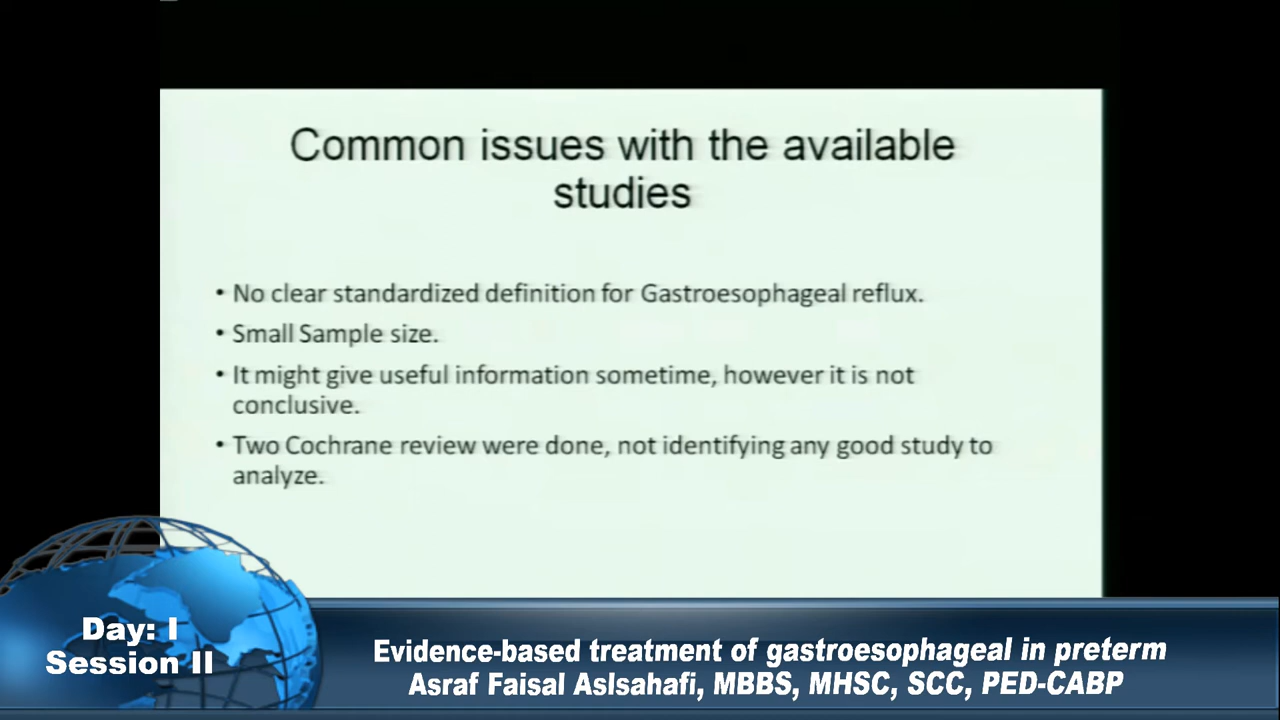 Common issues with the available
studies
• No clear standardized definition for Gastroesophageal reflux.
• Small Sample size.
• It might give useful information sometime, however it is not
conclusive.
• Two Cochrane review were done, not identifying any good study to
analyze.
Day: I
Session II
Evidence-based treatment of gastroesophageal in preterm
Asraf Faisal Aslsahafi, MBBS, MHSC, SCC, PED-CABP